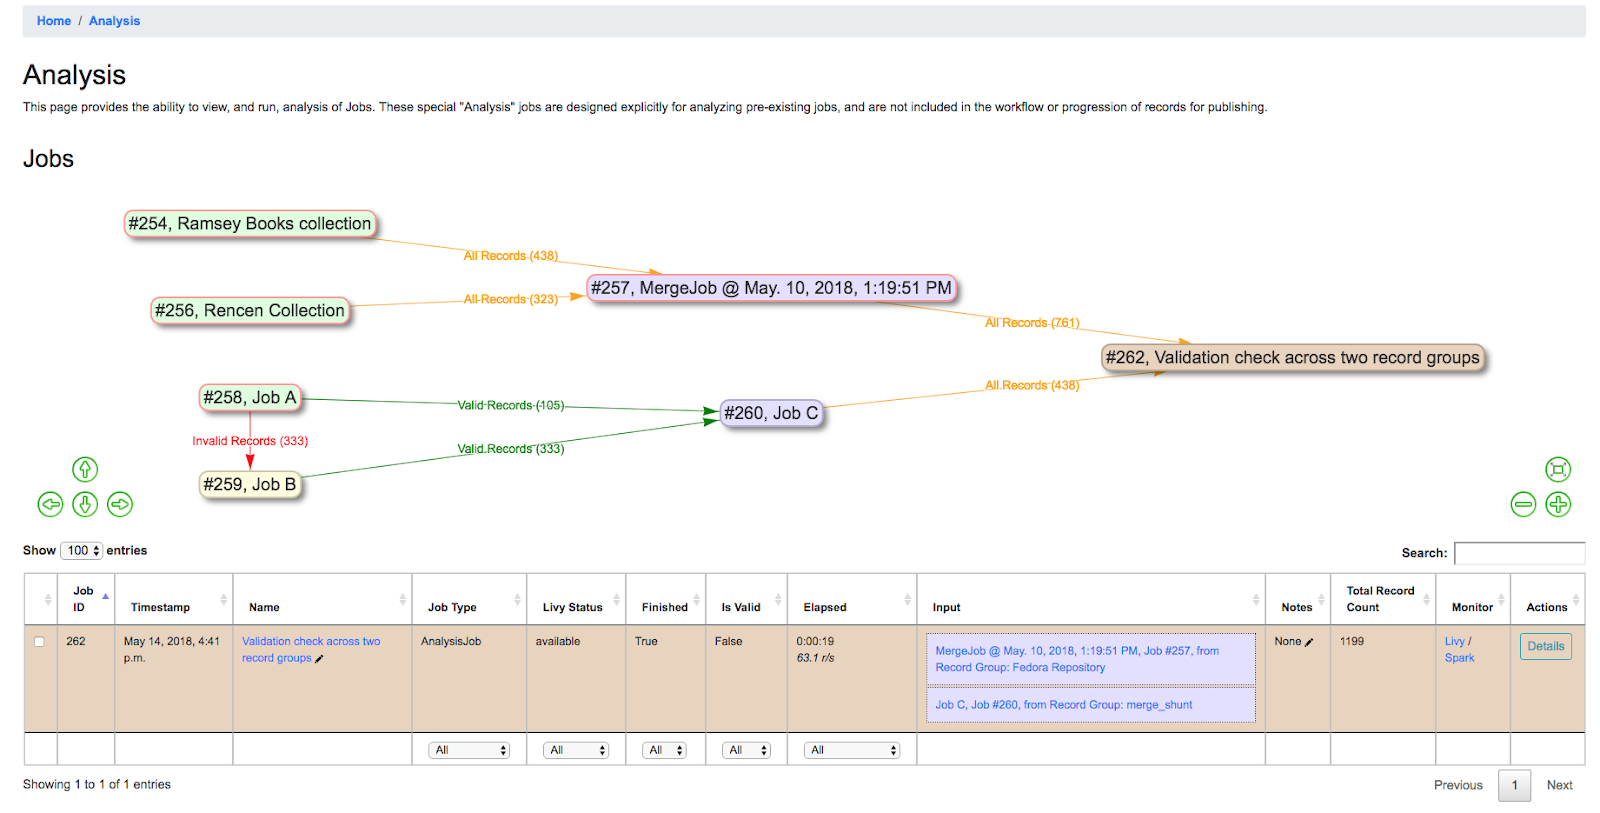 Home / Analysis
Analysis
This page provides the ability to view, and run, analysis of Jobs. These special "Analysis" jobs are designed explicitly for analyzing pre-existing jobs, and are not included in the workflow or progression of records for publishing.
Jobs
#254, Ramsey Books collection
All Records (438)
#257, MergeJob @ May. 10, 2018, 1:19:51 PM
#256, Rencen Collection
All Records (323)
All Records (761)
#262, Validation check across two record groups
All Records (438)
#258, Job A
Valid Records (105)
#260, Job C
Invalid Records (333)
Valid Records (333)
#259, Job B
Show 100 entries
Search:
Job ID
Timestamp
Name
Job Type
Livy Status
Finished
Is Valid
Elapsed
Input
Notes
Total Record Count
Monitor
Actions
262
May 14, 2018, 4:41
p.m.
Validation check across two
record groups
AnalysisJob
available
True
False
0:00:19
63.1 r/s
MergeJob @ May. 10, 2018, 1:19:51 PM, Job #257, from
Record Group: Fedora Repository
Job C, Job #260, from Record Group: merge_shunt
None
1199
Livy /
Spark
Details
All
All
All
All
All
Showing 1 to 1 of 1 entries
Previous 1 Next